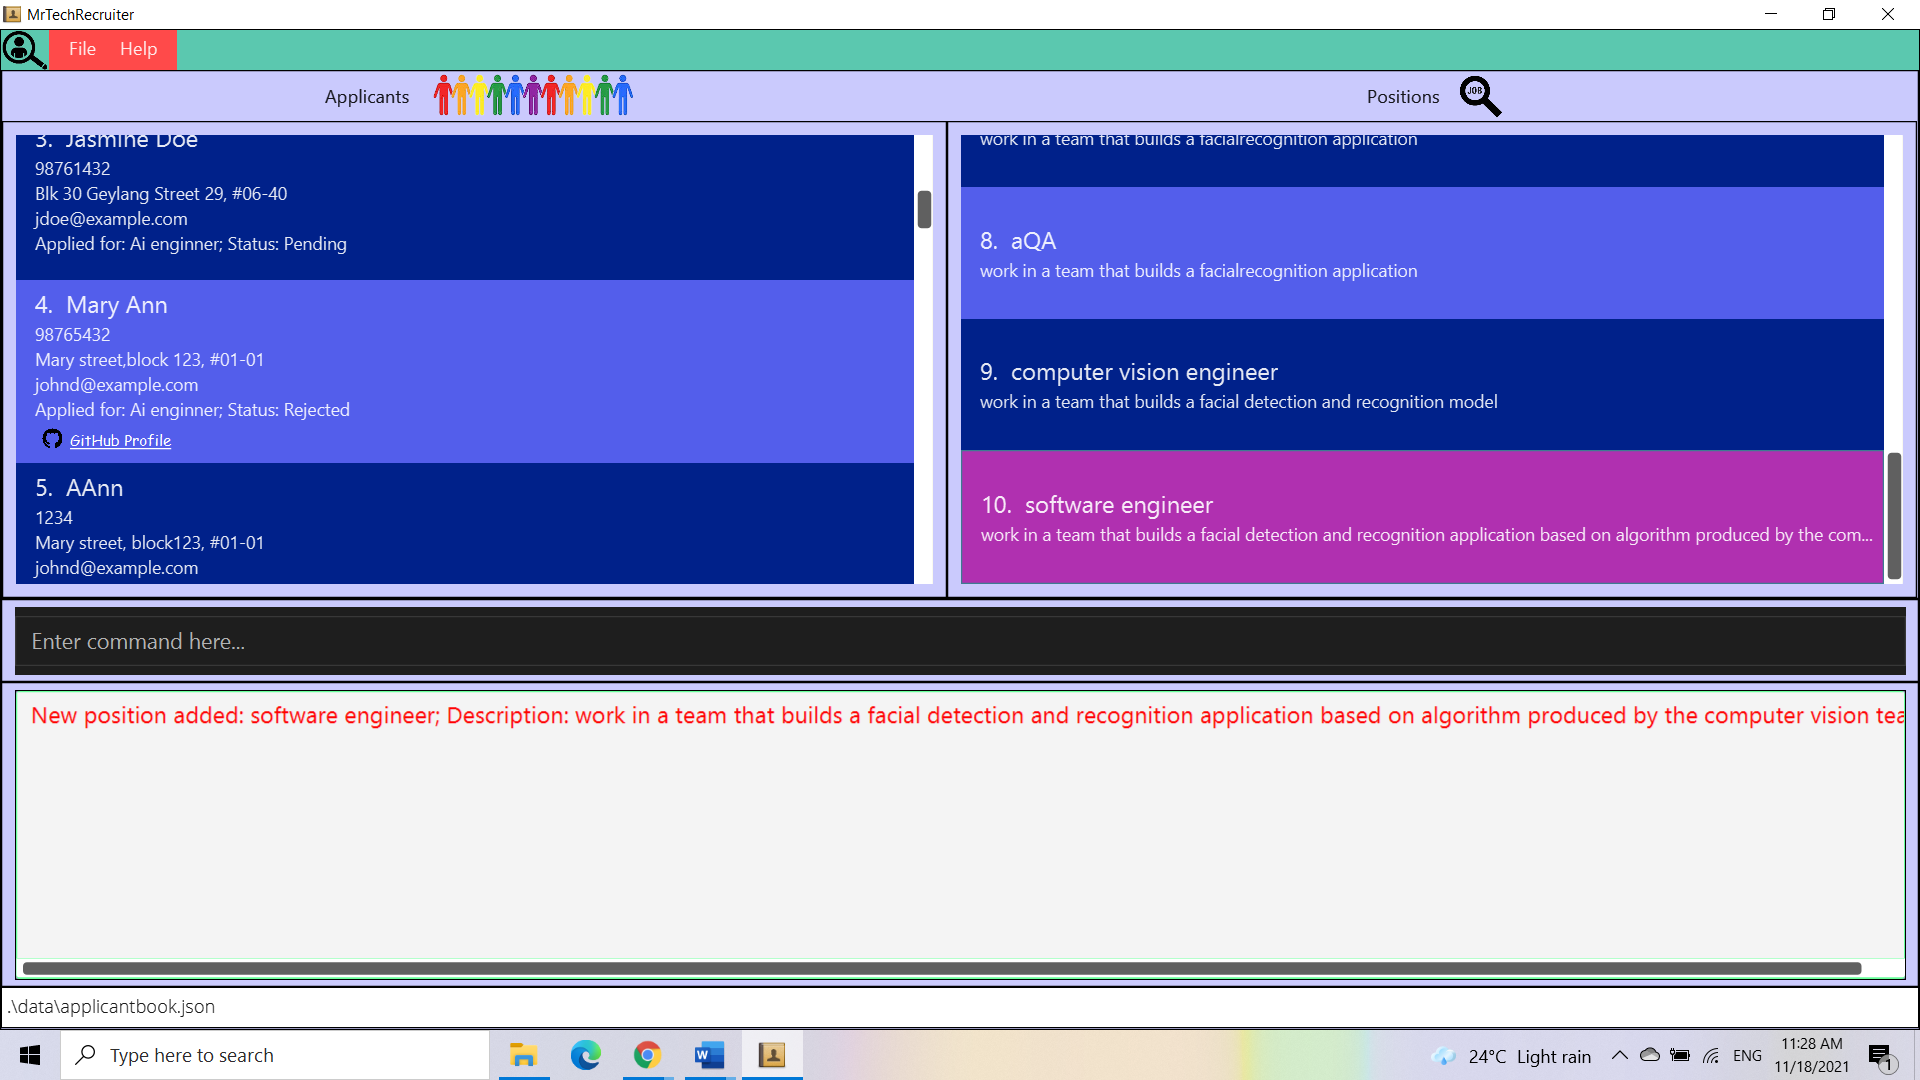 MrTechRecruiter
File Help
Applicants
Positions
JOB
3. Jasmine Doe
98761432
Blk 30 Geylang Street 29, #06-40
jdoe@example.com
Applied for: Ai enginner; Status: Pending
4. Mary Ann
98765432
Mary street,block 123, #01-01
johnd@example.com
Applied for: Ai enginner; Status: Rejected
GitHub Profile
5. AAnn
1234
Mary street, block123, #01-01
johnd@example.com
work in a team that builds a facialrecognition application
8. aQA
work in a team that builds a facialrecognition application
9. computer vision engineer
work in a team that builds a facial detection and recognition model
10. software engineer
work in a team that builds a facial detection and recognition application based on algorithm produced by the com...
Enter command here...
New position added: software engineer; Description: work in a team that builds a facial detection and recognition application based on algorithm produced by the computer vision tea
.\data\applicantbook.json
Type here to search
24°C Light rain
ENG
11:28 AM
11/18/2021
1